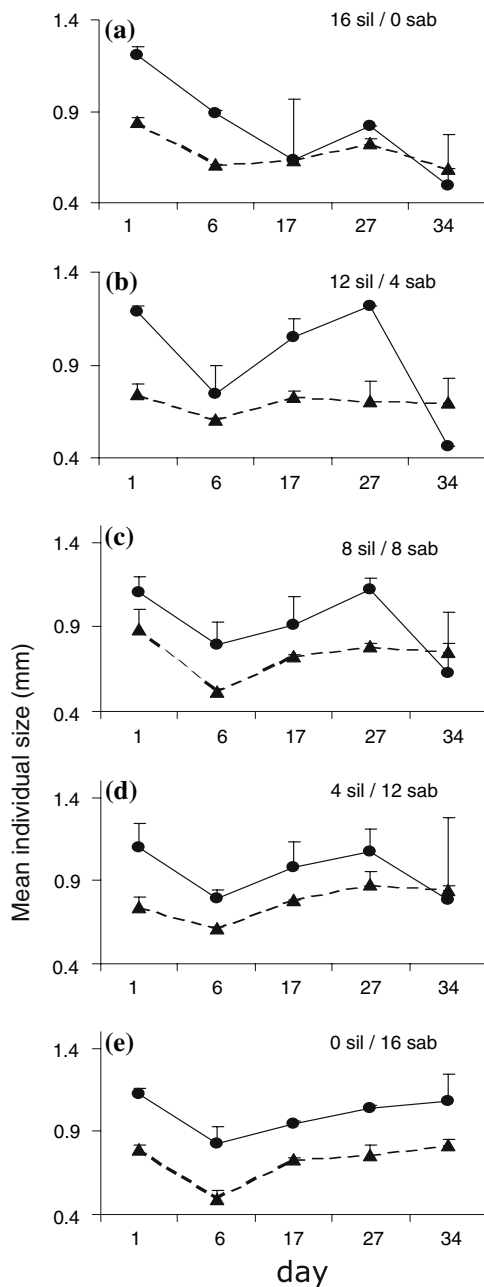 Mean individual size (mm)
(a) 16 sil / 0 sab
1.4
0.9
0.4
1 6 17 27 34
(b) 12 sil / 4 sab
1.4
0.9
0.4
1 6 17 27 34
(c) 8 sil / 8 sab
1.4
0.9
0.4
1 6 17 27 34
(d) 4 sil / 12 sab
1.4
0.9
0.4
1 6 17 27 34
(e) 0 sil / 16 sab
1.4
0.9
0.4
1 6 17 27 34
day